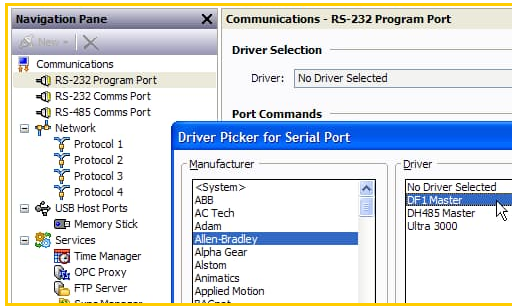 Navigation Pane
New
Communications
RS-232 Program Port
RS-232 Comms Port
RS-485 Comms Port
Network
Protocol 1
Protocol 2
Protocol 3
Protocol 4
USB Host Ports
Memory Stick
Services
Time Manager
OPC Proxy
FTP Server
Sync Manager
Communications - RS-232 Program Port
Driver Selection
Driver: No Driver Selected
Port Commands
Driver Picker for Serial Port
Manufacturer
<System>
ABB
AC Tech
Adam
Allen-Bradley
Alpha Gear
Alstom
Animatics
Applied Motion
BACnet
Driver
No Driver Selected
DF1 Master
DH485 Master
Ultra 3000